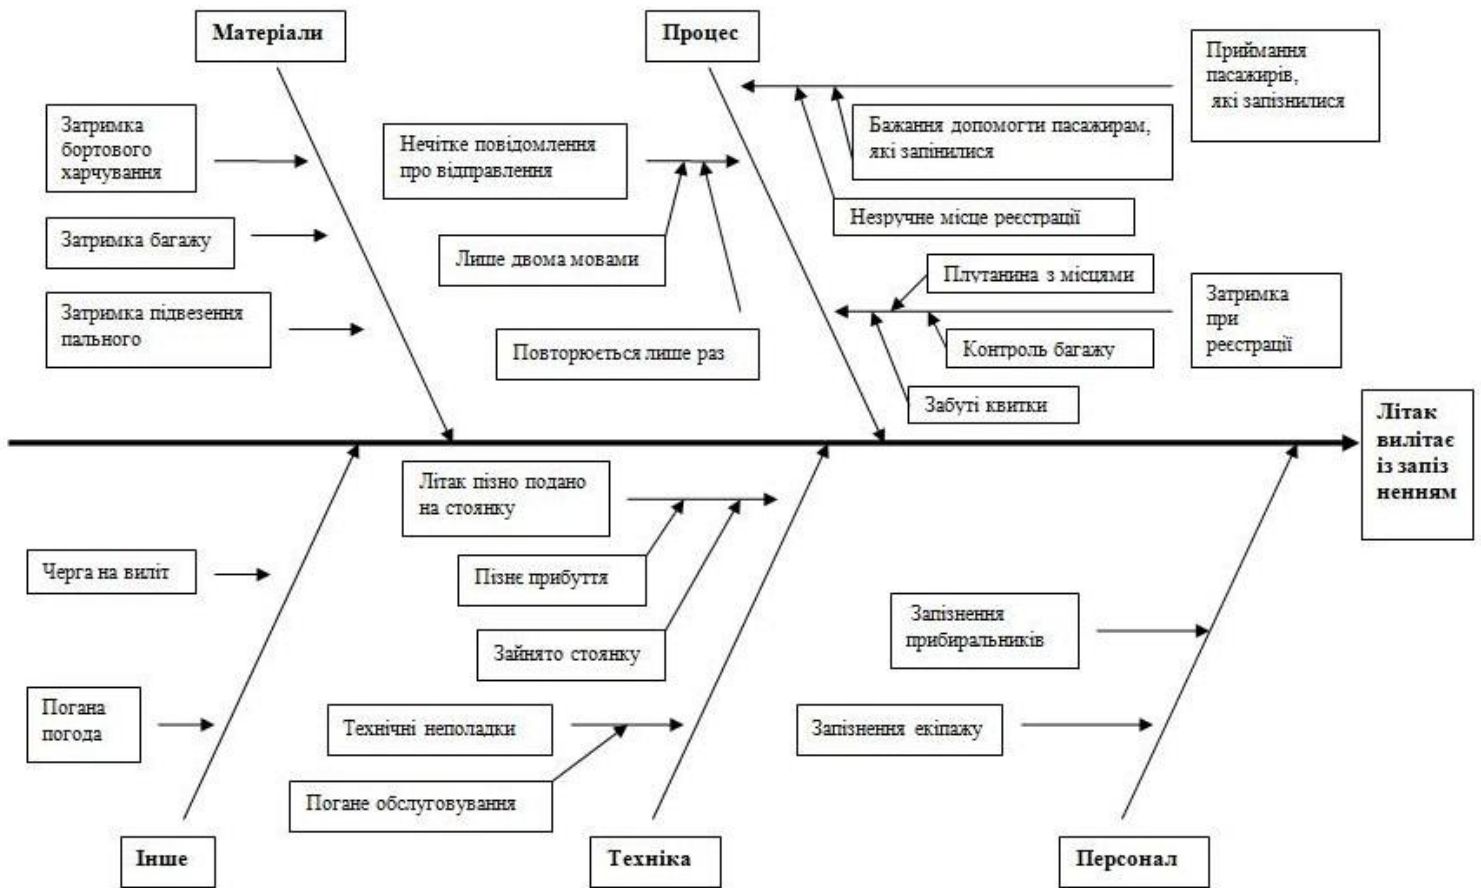 Матеріали
Процес
Приймання
пасажирів,
які запізнилися
Затримка
бортового
харчування
Нечітке повідомлення
про відправлення
Бажання допомогти пасажирам,
які запінилися
Незручне місце реєстрації
Затримка багажу
Лише двома мовами
Плутанина з місцями
Затримка
при
реєстрації
Затримка підвезення
пального
Повторюється лише раз
Контроль багажу
Забуті квитки
Літак
вилітає
із запіз
ненням
Літак пізно подано
на стоянку
Черга на виліт
Пізнє прибуття
Запізнення
прибиральників
Зайнято стоянку
Погана
погода
Технічні неполадки
Запізнення екіпажу
Погане обслуговування
Інше
Техніка
Персонал